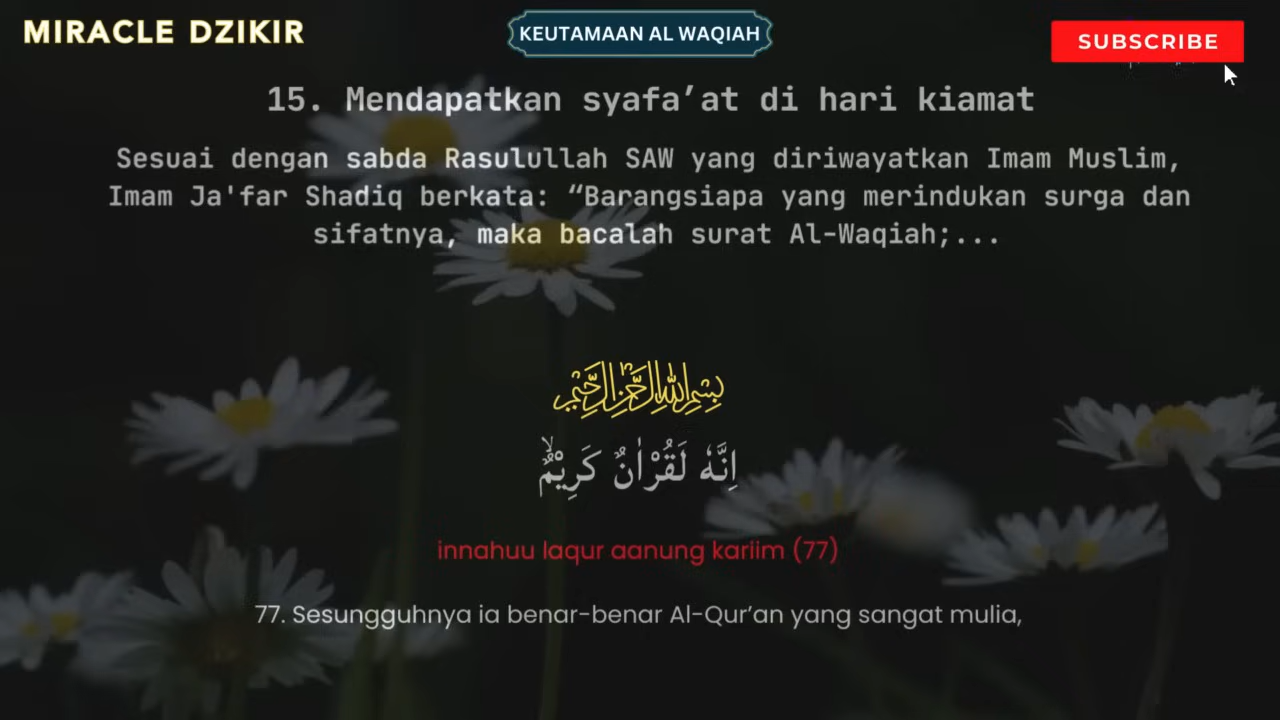 MIRACLE DZIKIR
KEUTAMAAN AL WAQIAH
SUBSCRIBE
15. Mendapatkan syafa’at di hari kiamat
Sesuai dengan sabda Rasulullah SAW yang diriwayatkan Imam Muslim,
Imam Ja'far Shadiq berkata: “Barangsiapa yang merindukan surga dan
sifatnya, maka bacalah surat Al-Waqiah;...
بِسْمِ اللهِ الرَّحْمٰنِ الرَّحِيْمِ
اِنَّهٗ لَقُرْاٰنٌ كَرِيْمٌۙ
innahuu laqur aanung kariim (77)
77. Sesungguhnya ia benar-benar Al-Qur’an yang sangat mulia,